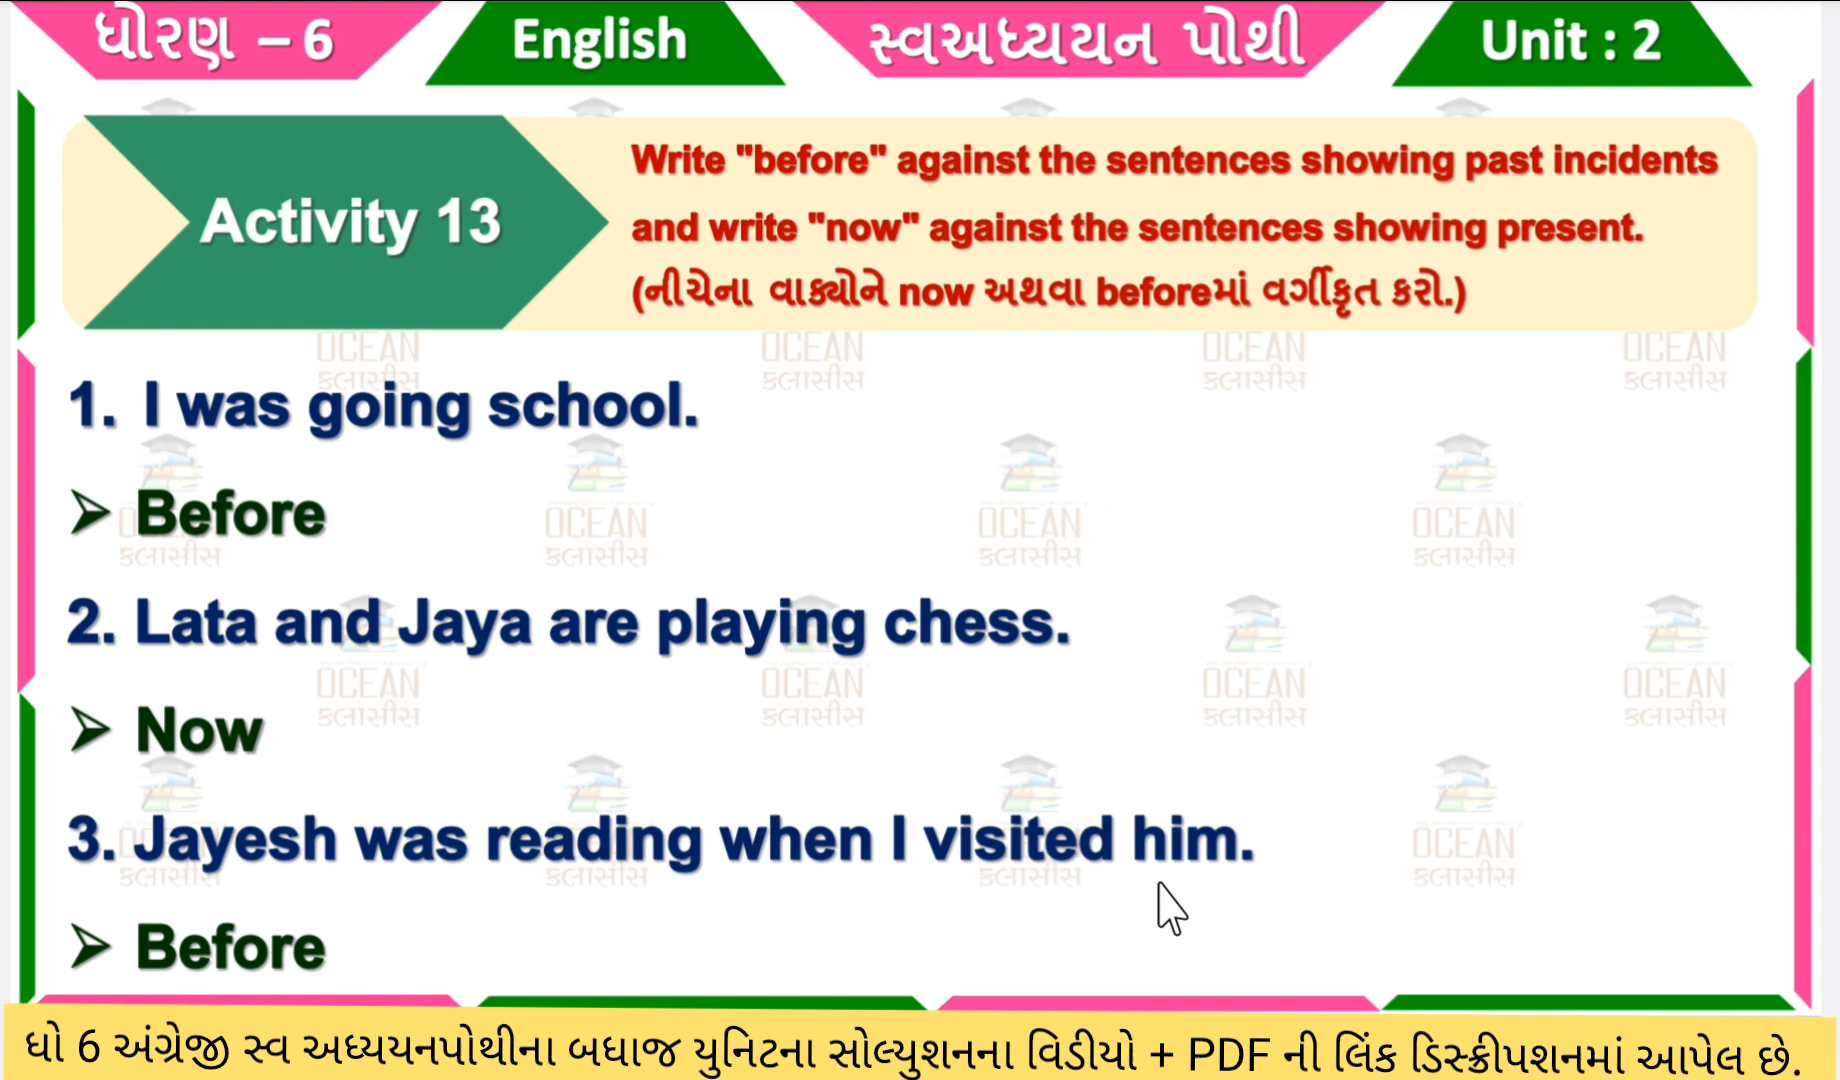 ધોરણ – 6 English સ્વઅધ્યયન પોથી Unit : 2
Activity 13
Write "before" against the sentences showing past incidents
and write "now" against the sentences showing present.
(નીચેના વાક્યોને now અથવા beforeમાં વર્ગીકૃત કરો.)
1. I was going school.
➢ Before
2. Lata and Jaya are playing chess.
➢ Now
3. Jayesh was reading when I visited him.
➢ Before
OCEAN
ક્લાસીસ
ધો 6 અંગ્રેજી સ્વ અધ્યયનપોથીના બધાજ યુનિટના સોલ્યુશનના વિડીયો + PDF ની લિંક ડિસ્ક્રીપશનમાં આપેલ છે.